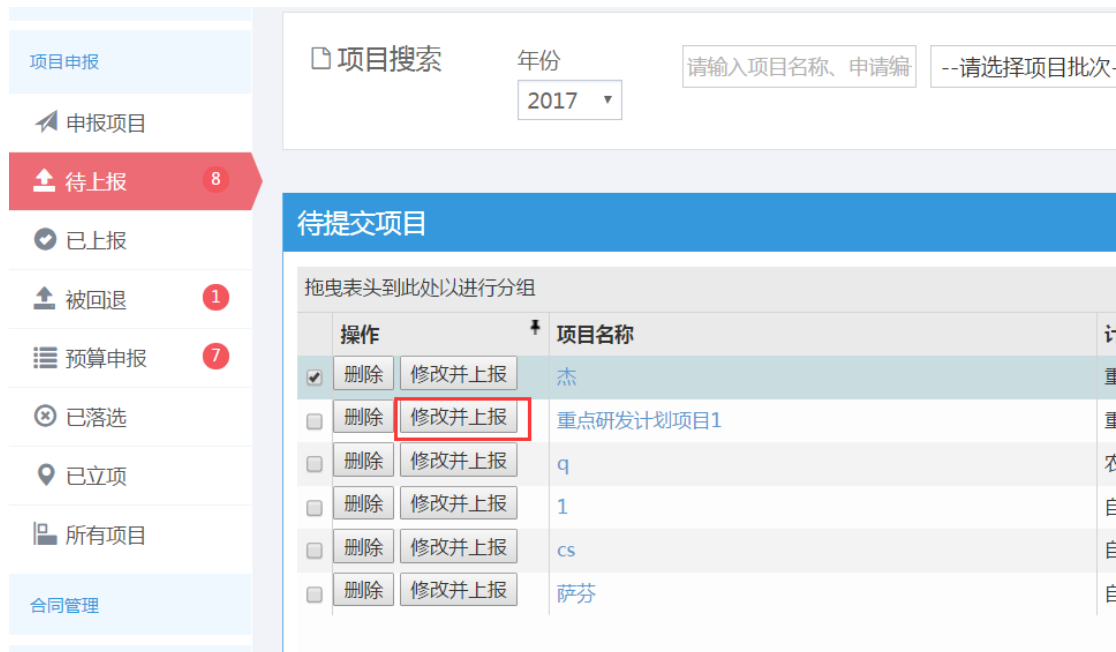 项目申报
申报项目
待上报 8
已上报
被回退 1
预算申报 7
已落选
已立项
所有项目
合同管理
项目搜索
年份
2017
请输入项目名称、申请编
--请选择项目批次-
待提交项目
拖曳表头到此处以进行分组
操作 项目名称
删除 修改并上报 杰
删除 修改并上报 重点研发计划项目1
删除 修改并上报 q
删除 修改并上报 1
删除 修改并上报 cs
删除 修改并上报 萨芬